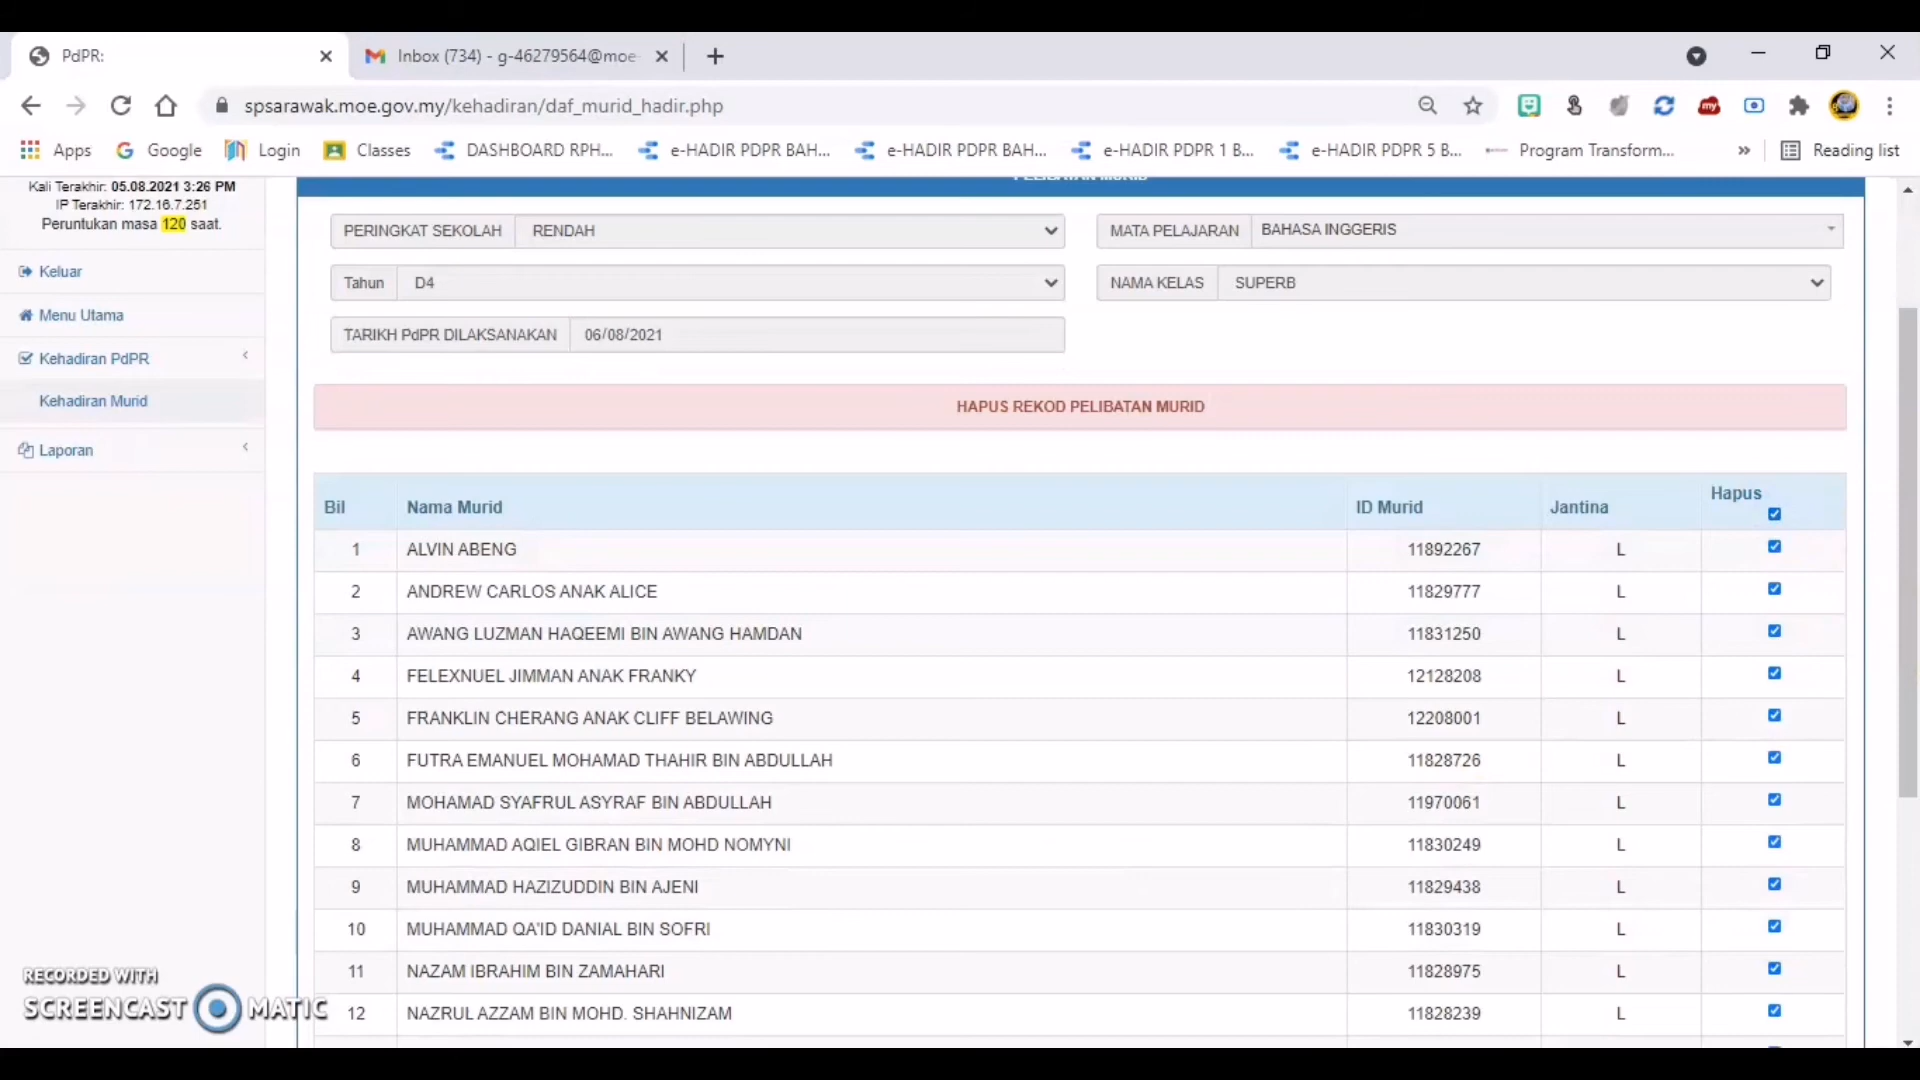 PdPR:
Inbox (734) - g-46279564@moe
spsarawak.moe.gov.my/kehadiran/daf_murid_hadir.php
Apps Google Login Classes DASHBOARD RPH... e-HADIR PDPR BAH... e-HADIR PDPR BAH... e-HADIR PDPR 1 B... e-HADIR PDPR 5 B... Program Transform... » Reading list
Kali Terakhir: 05.08.2021 3:26 PM
IP Terakhir: 172.16.7.251
Peruntukan masa 120 saat.
Keluar
Menu Utama
Kehadiran PdPR
Kehadiran Murid
Laporan
PELIBATAN MURID
PERINGKAT SEKOLAH RENDAH MATA PELAJARAN BAHASA INGGERIS
Tahun D4 NAMA KELAS SUPERB
TARIKH PdPR DILAKSANAKAN 06/08/2021
HAPUS REKOD PELIBATAN MURID
Bil Nama Murid ID Murid Jantina Hapus
1 ALVIN ABENG 11892267 L
2 ANDREW CARLOS ANAK ALICE 11829777 L
3 AWANG LUZMAN HAQEEMI BIN AWANG HAMDAN 11831250 L
4 FELEXNUEL JIMMAN ANAK FRANKY 12128208 L
5 FRANKLIN CHERANG ANAK CLIFF BELAWING 12208001 L
6 FUTRA EMANUEL MOHAMAD THAHIR BIN ABDULLAH 11828726 L
7 MOHAMAD SYAFRUL ASYRAF BIN ABDULLAH 11970061 L
8 MUHAMMAD AQIEL GIBRAN BIN MOHD NOMYNI 11830249 L
9 MUHAMMAD HAZIZUDDIN BIN AJENI 11829438 L
10 MUHAMMAD QA'ID DANIAL BIN SOFRI 11830319 L
11 NAZAM IBRAHIM BIN ZAMAHARI 11828975 L
12 NAZRUL AZZAM BIN MOHD. SHAHNIZAM 11828239 L
RECORDED WITH
SCREENCAST MATIC